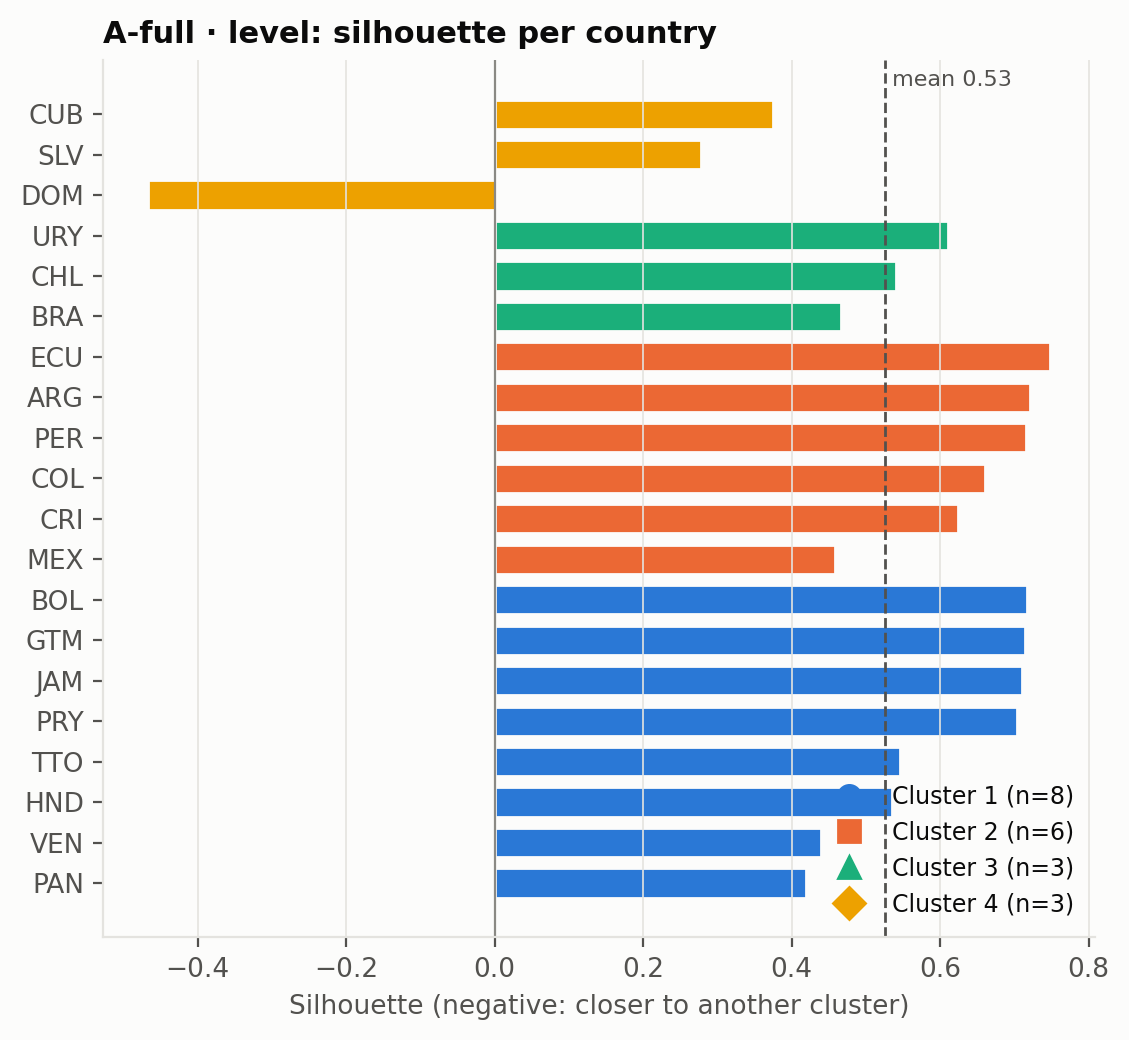 A-full · level: silhouette per country
mean 0.53
CUB
SLV
DOM
URY
CHL
BRA
ECU
ARG
PER
COL
CRI
MEX
BOL
GTM
JAM
PRY
TTO
HND
VEN
PAN
Cluster 1 (n=8)
Cluster 2 (n=6)
Cluster 3 (n=3)
Cluster 4 (n=3)
−0.4 −0.2 0.0 0.2 0.4 0.6 0.8
Silhouette (negative: closer to another cluster)